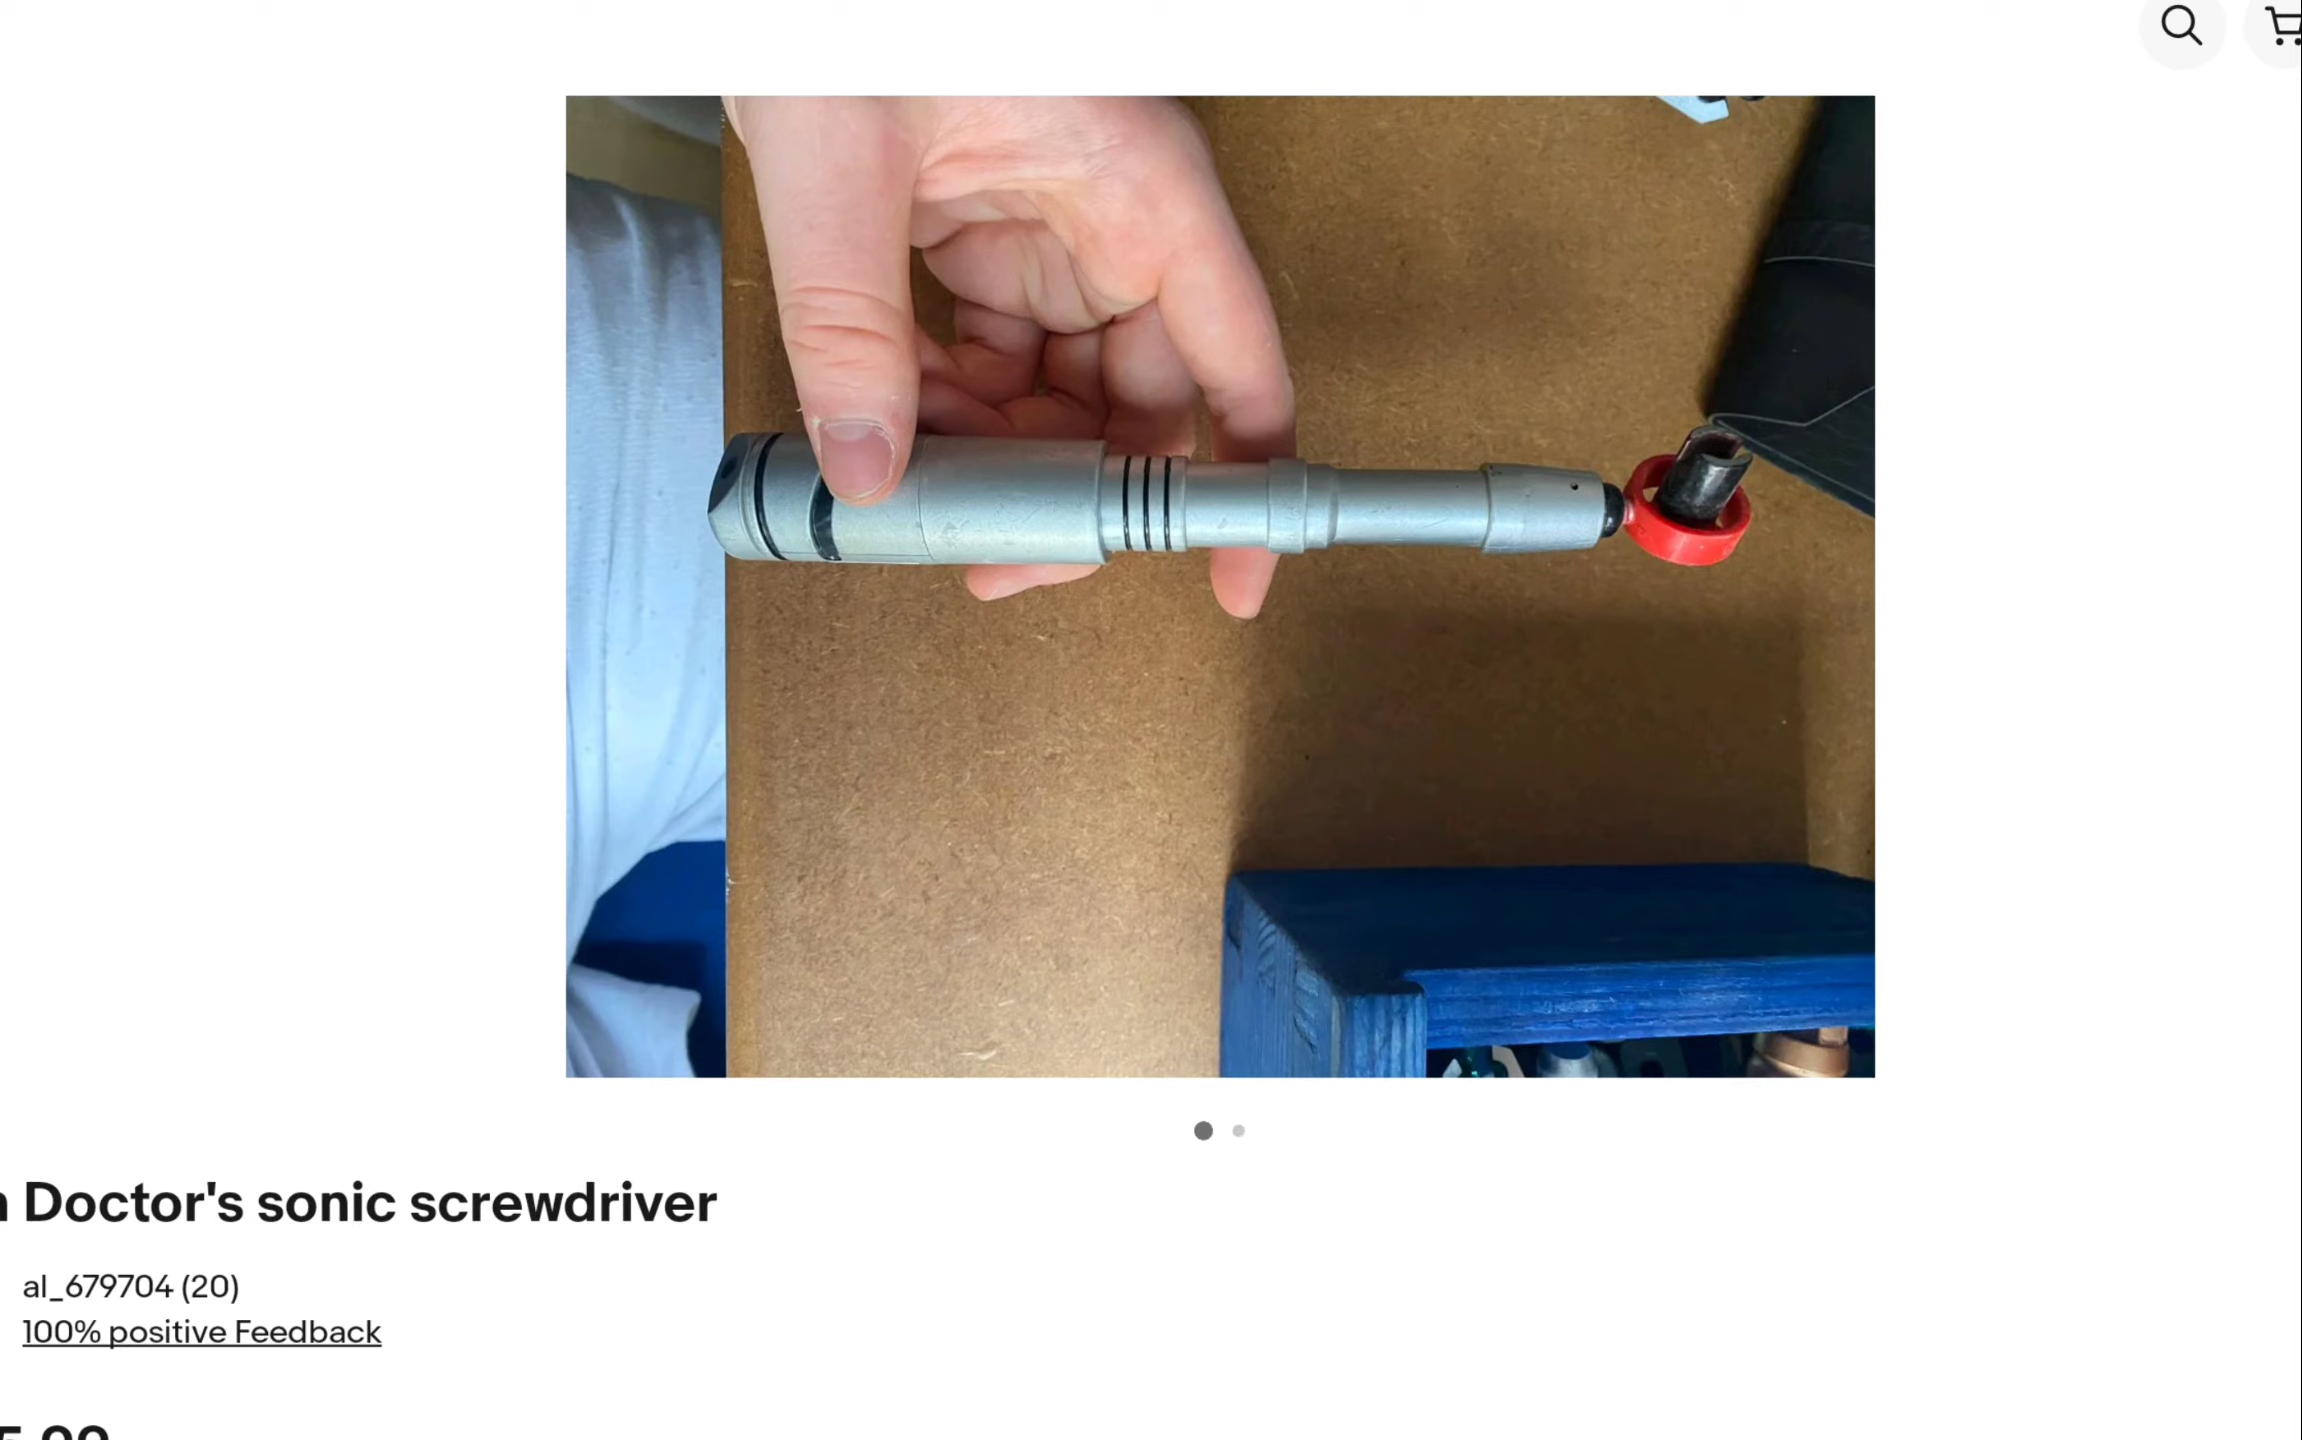 Doctor's sonic screwdriver
al_679704 (20)
100% positive Feedback